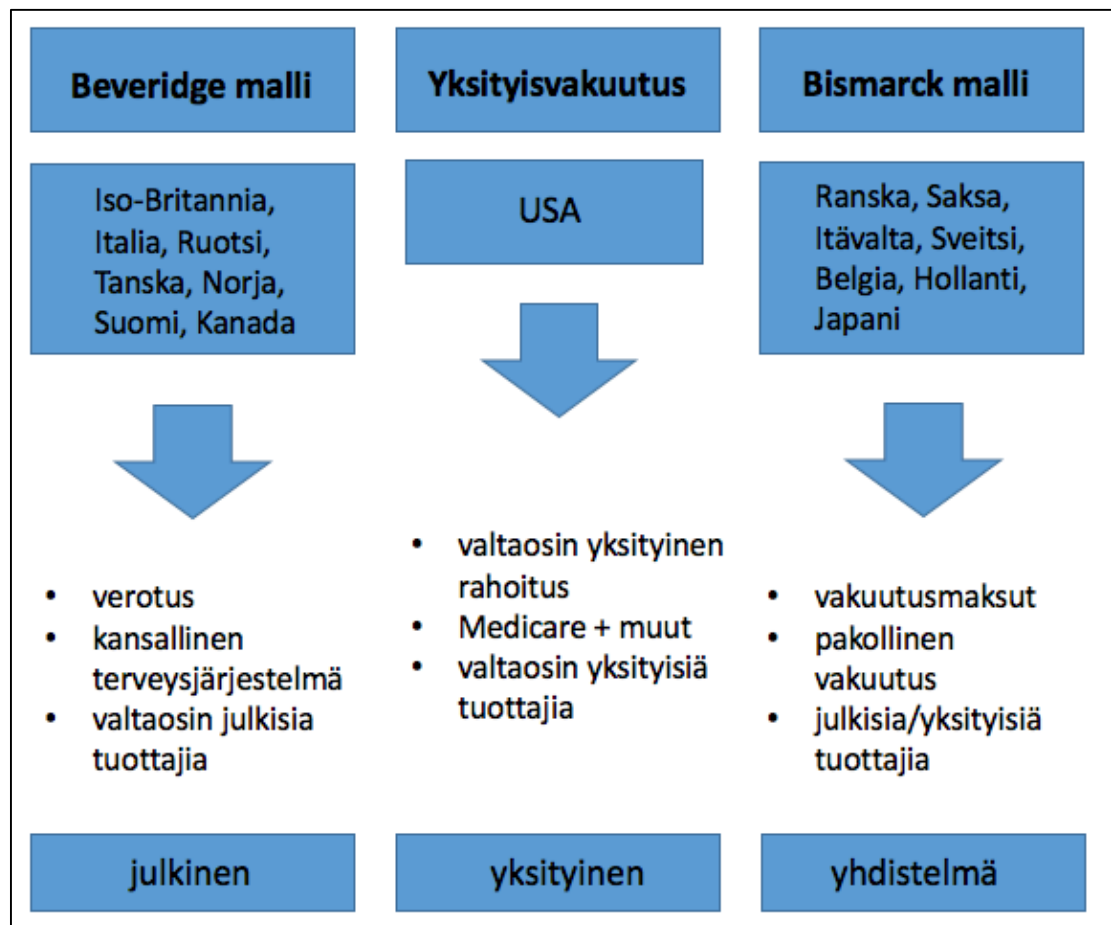 Beveridge malli
Iso-Britannia,
Italia, Ruotsi,
Tanska, Norja,
Suomi, Kanada
• verotus
• kansallinen
terveysjärjestelmä
• valtaosin julkisia
tuottajia
julkinen
Yksityisvakuutus
USA
• valtaosin yksityinen
rahoitus
• Medicare + muut
• valtaosin yksityisiä
tuottajia
yksityinen
Bismarck malli
Ranska, Saksa,
Itävalta, Sveitsi,
Belgia, Hollanti,
Japani
• vakuutusmaksut
• pakollinen
vakuutus
• julkisia/yksityisiä
tuottajia
yhdistelmä